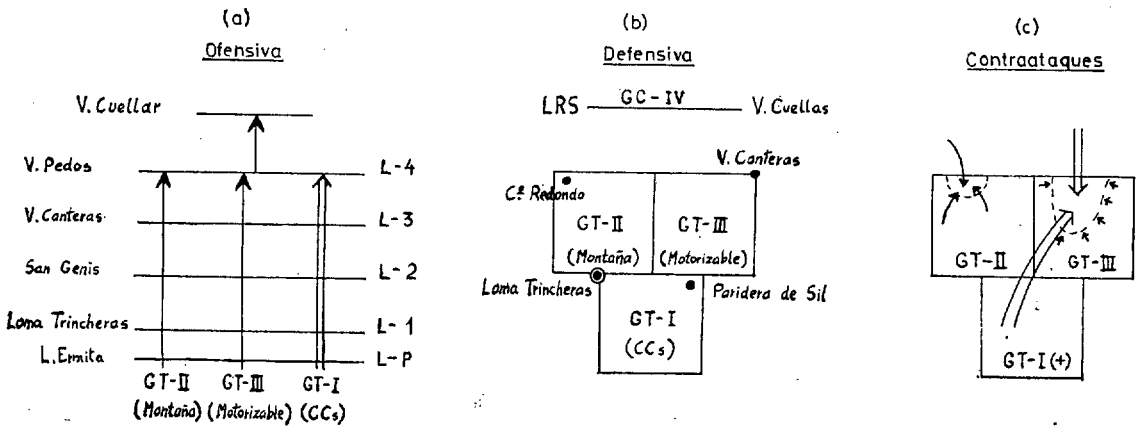 (a)
Ofensiva
V. Cuellar
V. Pedos
L-4
V. Canteras
L-3
San Genis
L-2
Loma Trincheras
L-1
L. Ermita
L-P
GT-II
GT-III
GT-I
(Montaña)
(Motorizable)
(CCs)
(b)
Defensiva
LRS
GC-IV
V. Cuellas
V. Canteras
Cº Redondo
GT-II
(Montaña)
GT-III
(Motorizable)
Loma Trincheras
Paridera de Sil
GT-I
(CCs)
(c)
Contraataques
GT-II
GT-III
GT-I(+)